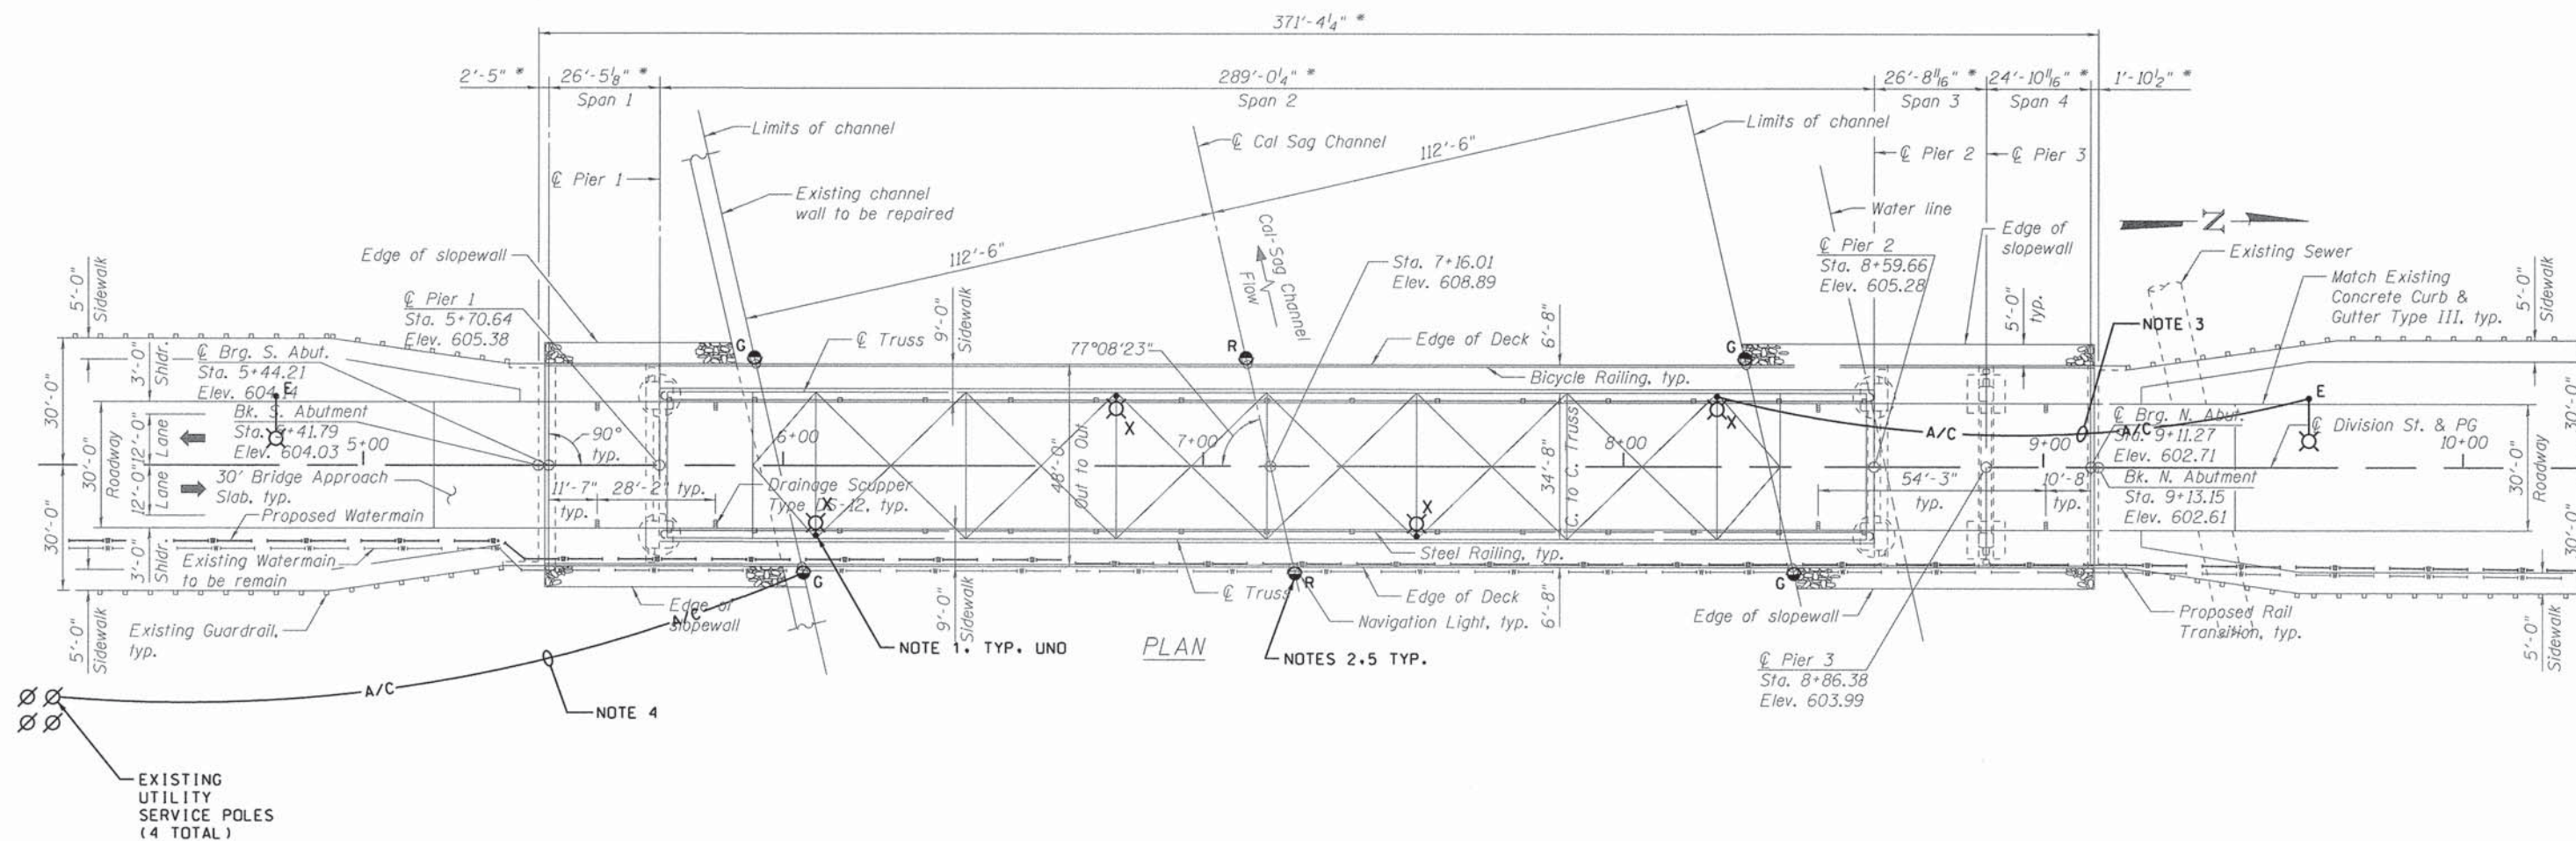 371'-4¼" *
2'-5" *
26'-5⅛" *
289'-0¼" *
26'-8 11/16" *
24'-10 11/16" *
1'-10½" *
Span 1
Span 2
Span 3
Span 4
Limits of channel
℄ Cal Sag Channel
112'-6"
Limits of channel
℄ Pier 1
℄ Pier 2
℄ Pier 3
Existing channel
wall to be repaired
Water line
N
Edge of slopewall
112'-6"
Cal-Sag Channel
Flow
Sta. 7+16.01
Elev. 608.89
℄ Pier 2
Sta. 8+59.66
Elev. 605.28
Edge of
slopewall
Existing Sewer
5'-0"
Sidewalk
℄ Pier 1
Sta. 5+70.64
Elev. 605.38
9'-0"
Sidewalk
6'-8"
5'-0"
typ.
Match Existing
Concrete Curb &
Gutter Type III, typ.
5'-0"
Sidewalk
NOTE 3
30'-0"
3'-0"
Shldr.
℄ Brg. S. Abut.
Sta. 5+44.21
Elev. 604.14
E
G
℄ Truss
77°08'23"
R
Edge of Deck
Bicycle Railing, typ.
G
E
30'-0"
Bk. S. Abutment
Sta. 5+41.79
Elev. 604.03
5+00
90°
typ.
6+00
X
7+00
8+00
X
A/C
9+00
A/C
℄ Brg. N. Abut.
Sta. 9+11.27
Elev. 602.71
℄ Division St. & PG
10+00
30'-0"
Roadway
12'-0"
Lane
12'-0"
Lane
30' Bridge Approach
Slab, typ.
11'-7"
typ.
28'-2" typ.
Drainage Scupper
Type DS-12, typ.
48'-0"
Out to Out
34'-8"
C. to C. Truss
54'-3"
typ.
10'-8"
typ.
Bk. N. Abutment
Sta. 9+13.15
Elev. 602.61
30'-0"
Roadway
Proposed Watermain
X
X
30'-0"
3'-0"
Shldr.
Existing Watermain
to be remain
Steel Railing, typ.
30'-0"
G
R
G
5'-0"
Sidewalk
Existing Guardrail,
typ.
Edge of
slopewall
A/C
9'-0"
Sidewalk
℄ Truss
Edge of Deck
Navigation Light, typ.
6'-8"
Edge of slopewall
Proposed Rail
Transition, typ.
5'-0"
Sidewalk
NOTE 1, TYP. UNO
PLAN
NOTES 2,5 TYP.
℄ Pier 3
Sta. 8+86.38
Elev. 603.99
A/C
NOTE 4
EXISTING
UTILITY
SERVICE POLES
(4 TOTAL)